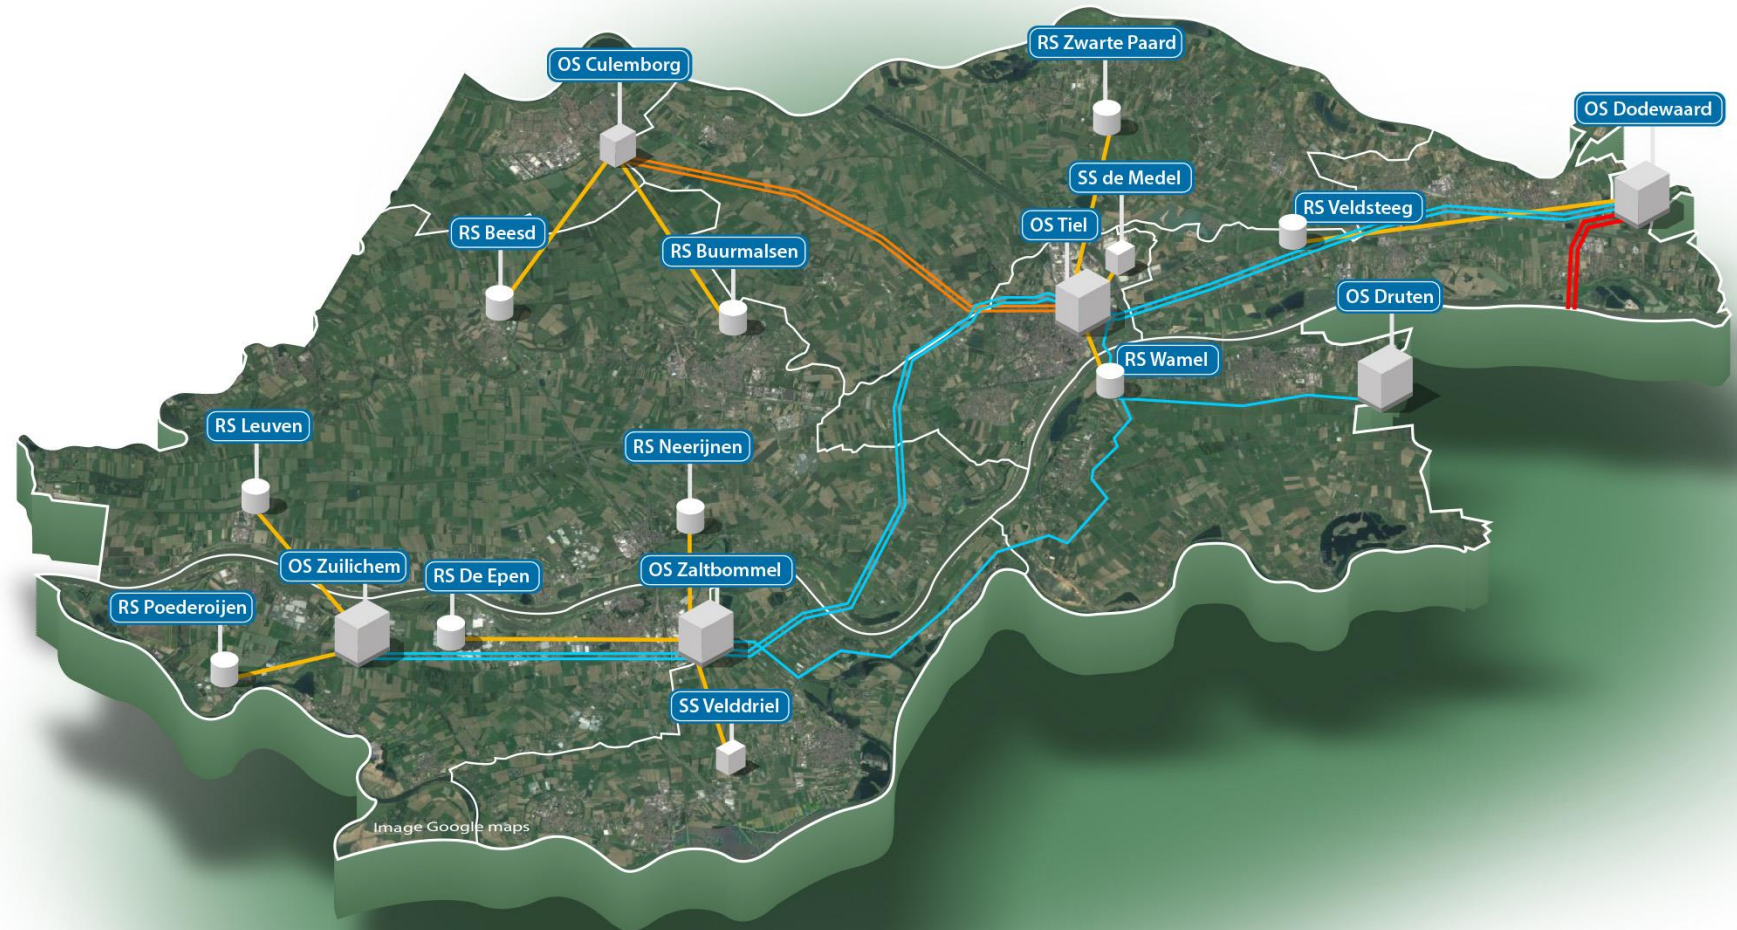 RS Zwarte Paard
OS Culemborg
OS Dodewaard
SS de Medel
RS Veldsteeg
OS Tiel
RS Beesd
RS Buurmalsen
OS Druten
RS Wamel
RS Leuven
RS Neerijnen
OS Zuilichem
RS De Epen
OS Zaltbommel
RS Poederoijen
SS Velddriel
Image Google maps